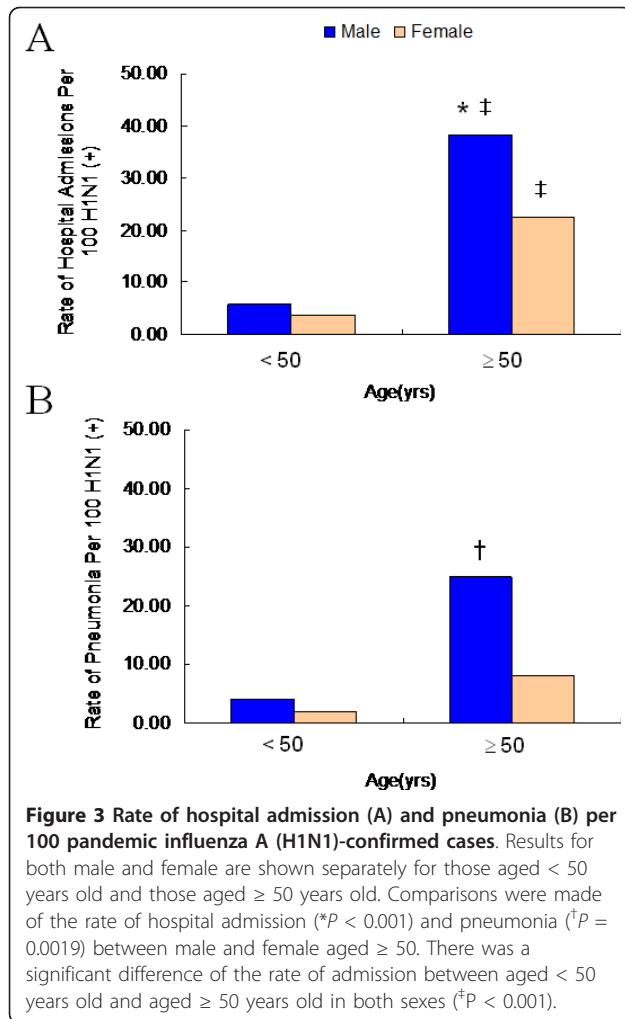 A
Male Female
Rate of Hospital Admissions Per
100 H1N1 (+)
50.00
40.00
30.00
20.00
10.00
0.00
* ‡
‡
< 50 ≥ 50
Age(yrs)
B
Rate of Pneumonia Per 100 H1N1 (+)
50.00
40.00
30.00
20.00
10.00
0.00
†
< 50 ≥ 50
Age(yrs)
Figure 3 Rate of hospital admission (A) and pneumonia (B) per
100 pandemic influenza A (H1N1)-confirmed cases. Results for
both male and female are shown separately for those aged < 50
years old and those aged ≥ 50 years old. Comparisons were made
of the rate of hospital admission (*P < 0.001) and pneumonia (†P =
0.0019) between male and female aged ≥ 50. There was a
significant difference of the rate of admission between aged < 50
years old and aged ≥ 50 years old in both sexes (‡P < 0.001).